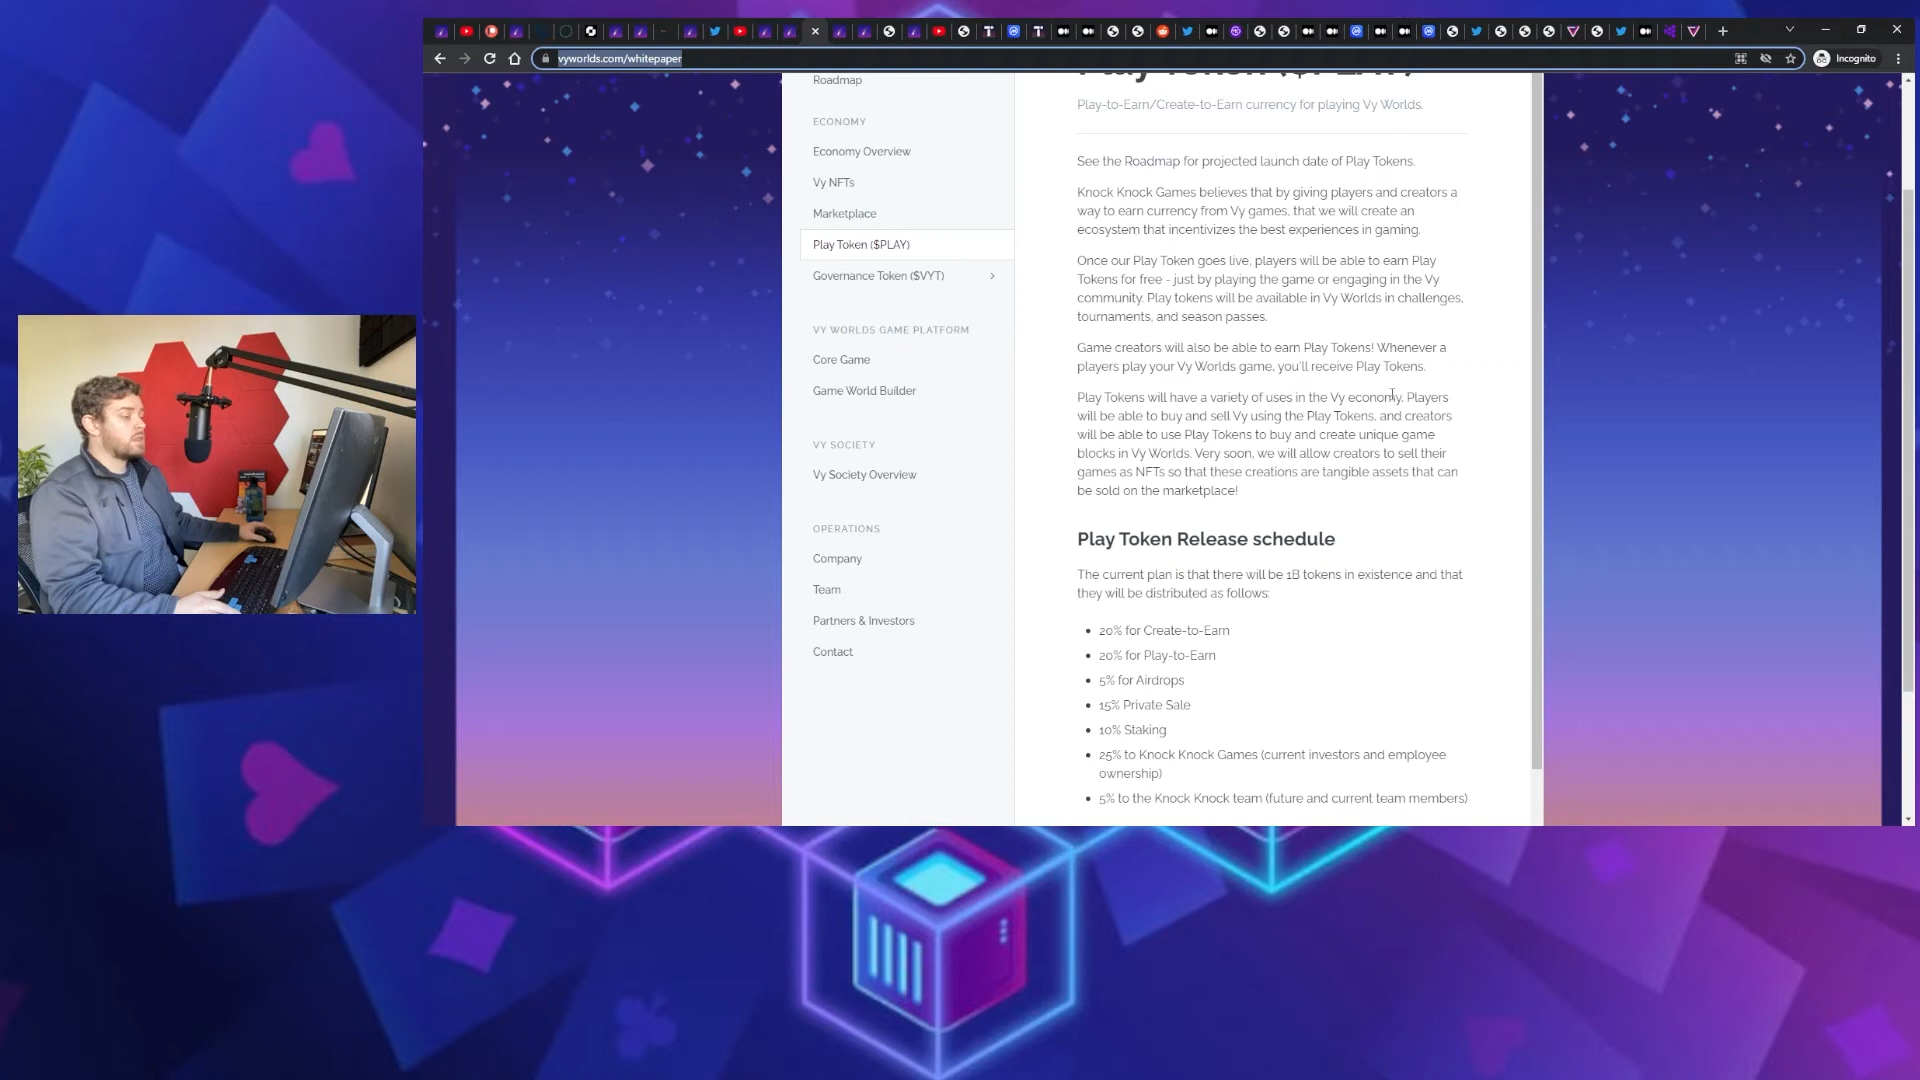 vyworlds.com/whitepaper
Incognito
Roadmap
ECONOMY
Economy Overview
Vy NFTs
Marketplace
Play Token ($PLAY)
Governance Token ($VYT)
VY WORLDS GAME PLATFORM
Core Game
Game World Builder
VY SOCIETY
Vy Society Overview
OPERATIONS
Company
Team
Partners & Investors
Contact
Play Token ($PLAY)
Play-to-Earn/Create-to-Earn currency for playing Vy Worlds.
See the Roadmap for projected launch date of Play Tokens.
Knock Knock Games believes that by giving players and creators a
way to earn currency from Vy games, that we will create an
ecosystem that incentivizes the best experiences in gaming.
Once our Play Token goes live, players will be able to earn Play
Tokens for free - just by playing the game or engaging in the Vy
community. Play tokens will be available in Vy Worlds in challenges,
tournaments, and season passes.
Game creators will also be able to earn Play Tokens! Whenever a
players play your Vy Worlds game, you'll receive Play Tokens.
Play Tokens will have a variety of uses in the Vy economy. Players
will be able to buy and sell Vy using the Play Tokens, and creators
will be able to use Play Tokens to buy and create unique game
blocks in Vy Worlds. Very soon, we will allow creators to sell their
games as NFTs so that these creations are tangible assets that can
be sold on the marketplace!
Play Token Release schedule
The current plan is that there will be 1B tokens in existence and that
they will be distributed as follows:
20% for Create-to-Earn
20% for Play-to-Earn
5% for Airdrops
15% Private Sale
10% Staking
25% to Knock Knock Games (current investors and employee
ownership)
5% to the Knock Knock team (future and current team members)